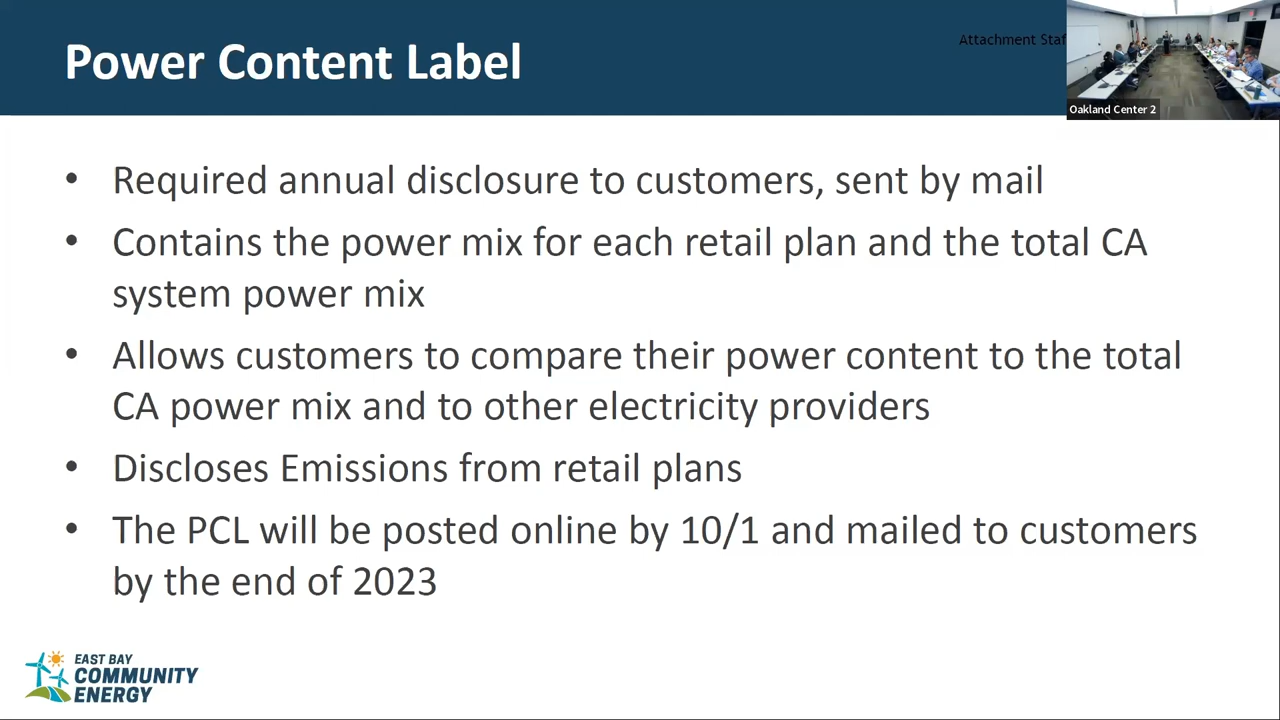 Power Content Label
Attachment Staf
Oakland Center 2
• Required annual disclosure to customers, sent by mail
• Contains the power mix for each retail plan and the total CA
system power mix
• Allows customers to compare their power content to the total
CA power mix and to other electricity providers
• Discloses Emissions from retail plans
• The PCL will be posted online by 10/1 and mailed to customers
by the end of 2023
EAST BAY
COMMUNITY
ENERGY